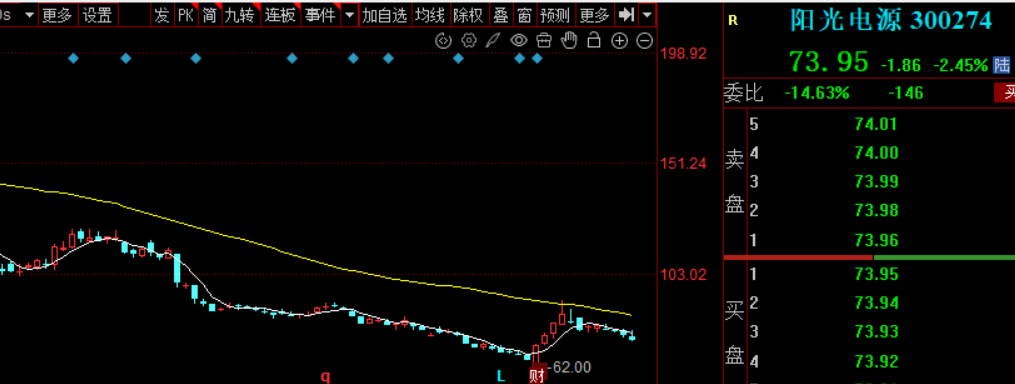 更多 设置 发 PK 简 九转 连板 事件 加自选 均线 除权 叠 窗 预测 更多
198.92
151.24
103.02
62.00
财
q
L
R 阳光电源 300274
73.95 -1.86 -2.45% 陆
委比 -14.63% -146 买
卖盘
5 74.01
4 74.00
3 73.99
2 73.98
1 73.96
买盘
1 73.95
2 73.94
3 73.93
4 73.92